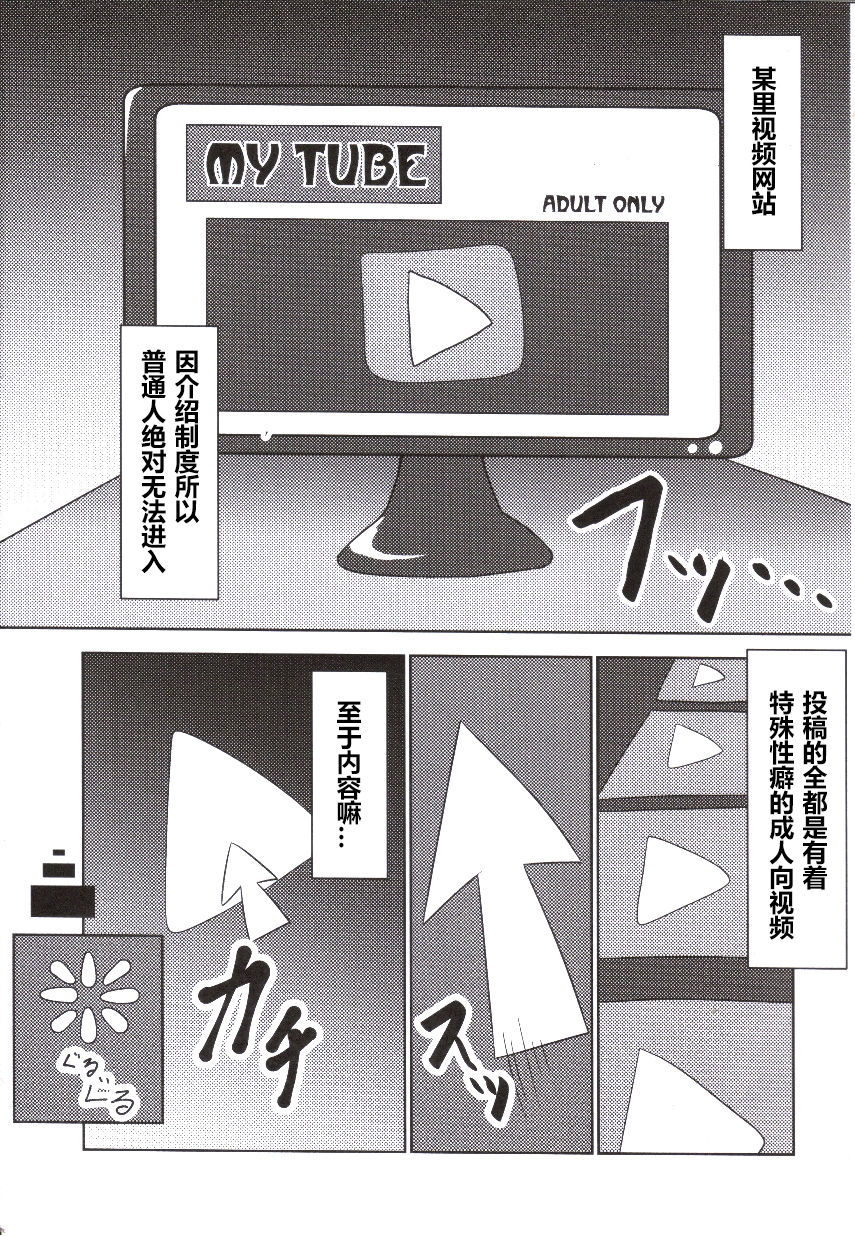 某里视频网站
MY TUBE
ADULT ONLY
因介绍制度所以
普通人绝对无法进入
フッ・・・
投稿的全都是有着
特殊性癖的成人向视频
スッ
至于内容嘛…
カチ
ぐるぐる